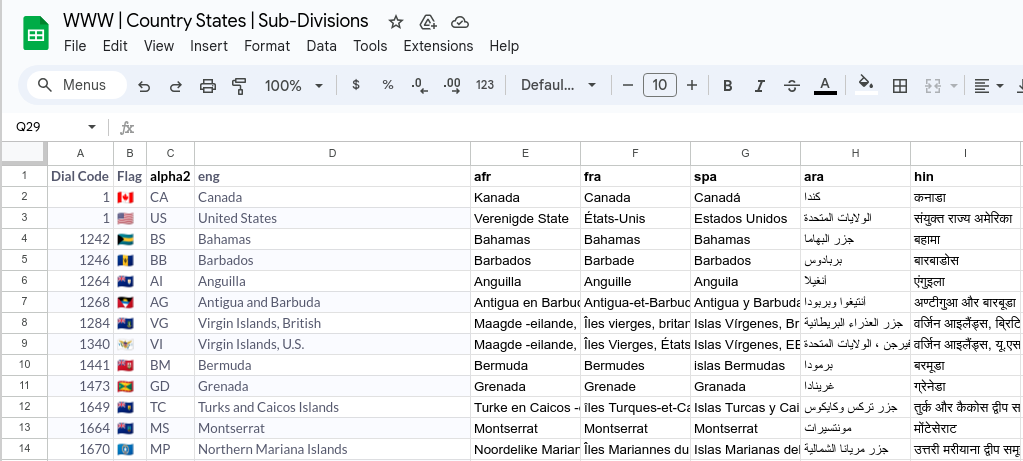 WWW | Country States | Sub-Divisions
File Edit View Insert Format Data Tools Extensions Help
Menus 100% $ % .0 .00 123 Defaul... 10 B I S A
Q29 fx
A B C D E F G H I
1 Dial Code Flag alpha2 eng afr fra spa ara hin
2 1 CA Canada Kanada Canada Canadá كندا कनाडा
3 1 US United States Verenigde State États-Unis Estados Unidos الولايات المتحدة संयुक्त राज्य अमेरिका
4 1242 BS Bahamas Bahamas Bahamas Bahamas جزر البهاما बहामा
5 1246 BB Barbados Barbados Barbade Barbados بربادوس बारबाडोस
6 1264 AI Anguilla Anguilla Anguille Anguila أنغيلا एंगुइला
7 1268 AG Antigua and Barbuda Antigua en Barbuc Antigua-et-Barbuc Antigua y Barbuda أنتيغوا وبربودا अण्टीगुआ और बारबूडा
8 1284 VG Virgin Islands, British Maagde -eilande, Îles vierges, britan Islas Vírgenes, Br جزر العذراء البريطانية वर्जिन आइलैंड्स, ब्रिटि
9 1340 VI Virgin Islands, U.S. Maagde -eilande, Îles Vierges, États Islas Vírgenes, EE فيرجن ، الولايات المتحدة वर्जिन आइलैंड्स, यू.एस
10 1441 BM Bermuda Bermuda Bermudes islas Bermudas برمودا बरमूडा
11 1473 GD Grenada Grenada Grenade Granada غرينادا ग्रेनेडा
12 1649 TC Turks and Caicos Islands Turke en Caicos - îles Turques-et-Ca Islas Turcas y Cai جزر تركس وكايكوس तुर्क और कैकोस द्वीप स
13 1664 MS Montserrat Montserrat Montserrat Montserrat مونتسيرات मोंटेसेराट
14 1670 MP Northern Mariana Islands Noordelike Mariar Îles Mariannes du Islas Marianas del جزر مريانا الشمالية उत्तरी मरीयाना द्वीप समू